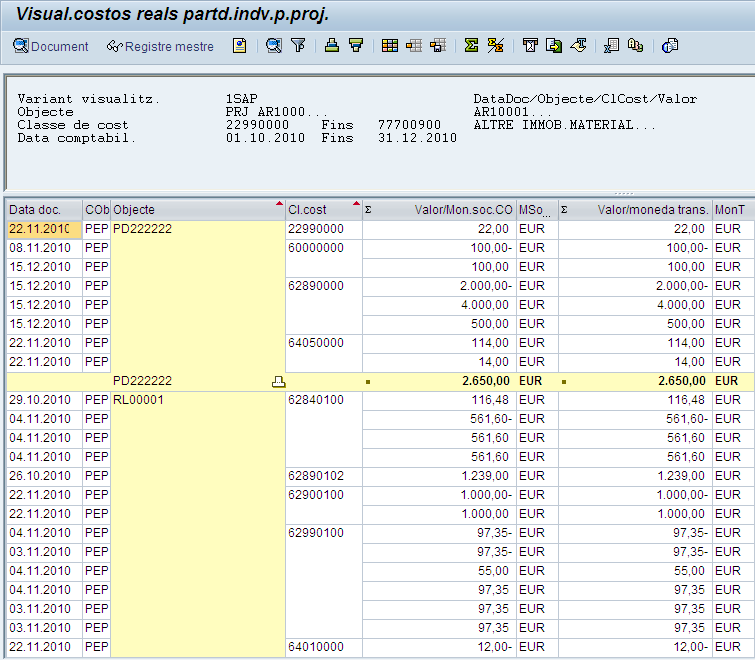 Visual.costos reals partd.indv.p.proj.
Document Registre mestre
Variant visualitz. 1SAP DataDoc/Objecte/ClCost/Valor
Objecte PRJ AR1000... AR10001...
Classe de cost 22990000 Fins 77700900 ALTRE IMMOB.MATERIAL...
Data comptabil. 01.10.2010 Fins 31.12.2010
Data doc. COb Objecte Cl.cost Σ Valor/Mon.soc.CO MSo... Σ Valor/moneda trans. MonT
22.11.2010 PEP PD222222 22990000 22,00 EUR 22,00 EUR
08.11.2010 PEP 60000000 100,00- EUR 100,00- EUR
15.12.2010 PEP 100,00 EUR 100,00 EUR
15.12.2010 PEP 62890000 2.000,00- EUR 2.000,00- EUR
15.12.2010 PEP 4.000,00 EUR 4.000,00 EUR
15.12.2010 PEP 500,00 EUR 500,00 EUR
22.11.2010 PEP 64050000 114,00 EUR 114,00 EUR
22.11.2010 PEP 14,00 EUR 14,00 EUR
PD222222 2.650,00 EUR 2.650,00 EUR
29.10.2010 PEP RL00001 62840100 116,48 EUR 116,48 EUR
04.11.2010 PEP 561,60- EUR 561,60- EUR
04.11.2010 PEP 561,60 EUR 561,60 EUR
04.11.2010 PEP 561,60 EUR 561,60 EUR
26.10.2010 PEP 62890102 1.239,00 EUR 1.239,00 EUR
22.11.2010 PEP 62900100 1.000,00- EUR 1.000,00- EUR
22.11.2010 PEP 1.000,00 EUR 1.000,00 EUR
04.11.2010 PEP 62990100 97,35- EUR 97,35- EUR
03.11.2010 PEP 97,35- EUR 97,35- EUR
04.11.2010 PEP 55,00 EUR 55,00 EUR
04.11.2010 PEP 97,35 EUR 97,35 EUR
03.11.2010 PEP 97,35 EUR 97,35 EUR
03.11.2010 PEP 97,35 EUR 97,35 EUR
22.11.2010 PEP 64010000 12,00- EUR 12,00- EUR